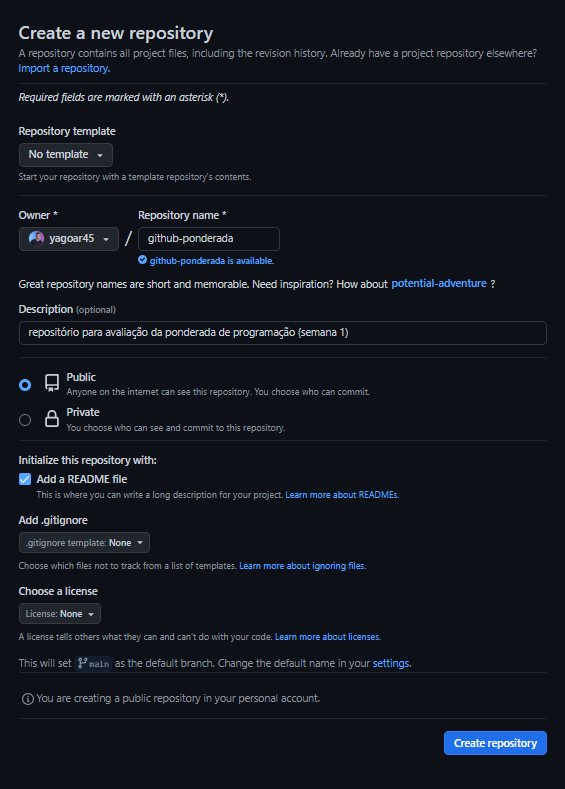 Create a new repository
A repository contains all project files, including the revision history. Already have a project repository elsewhere?
Import a repository.
Required fields are marked with an asterisk (*).
Repository template
No template
Start your repository with a template repository's contents.
Owner *
Repository name *
yagoar45 / github-ponderada
github-ponderada is available.
Great repository names are short and memorable. Need inspiration? How about potential-adventure ?
Description (optional)
repositório para avaliação da ponderada de programação (semana 1)
Public
Anyone on the internet can see this repository. You choose who can commit.
Private
You choose who can see and commit to this repository.
Initialize this repository with:
Add a README file
This is where you can write a long description for your project. Learn more about READMEs.
Add .gitignore
.gitignore template: None
Choose which files not to track from a list of templates. Learn more about ignoring files.
Choose a license
License: None
A license tells others what they can and can't do with your code. Learn more about licenses.
This will set main as the default branch. Change the default name in your settings.
You are creating a public repository in your personal account.
Create repository